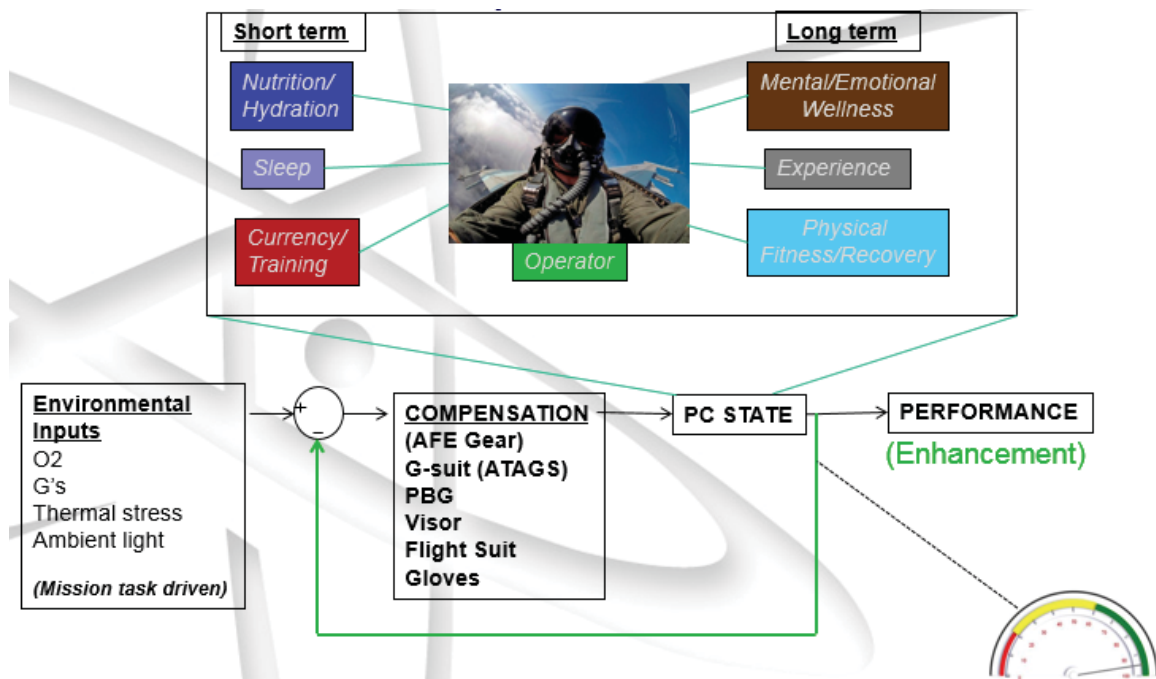 Short term
Long term
Nutrition/
Hydration
Mental/Emotional
Wellness
Sleep
Experience
Currency/
Training
Physical
Fitness/Recovery
Operator
Environmental
Inputs
O2
G's
Thermal stress
Ambient light
(Mission task driven)
+
–
COMPENSATION
(AFE Gear)
G-suit (ATAGS)
PBG
Visor
Flight Suit
Gloves
PC STATE
PERFORMANCE
(Enhancement)